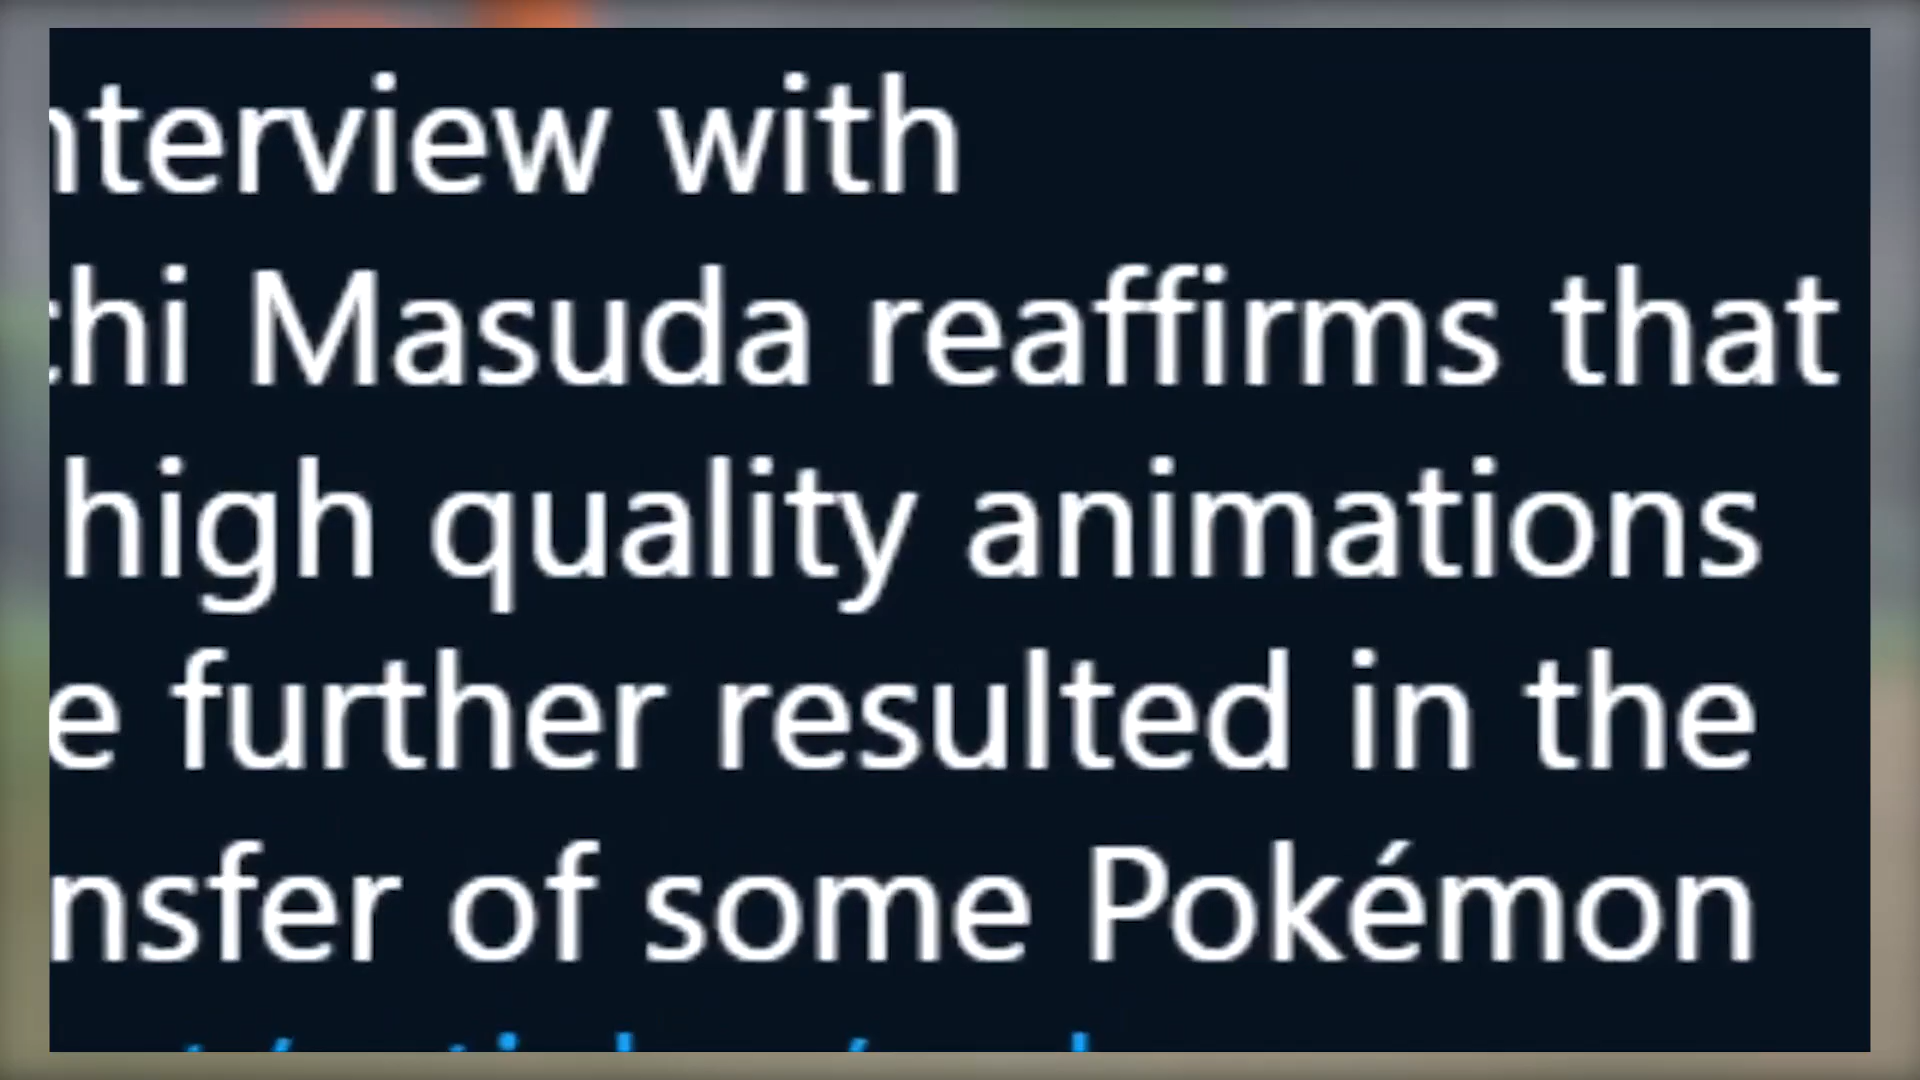 nterview with
chi Masuda reaffirms that
high quality animations
e further resulted in the
nsfer of some Pokémon